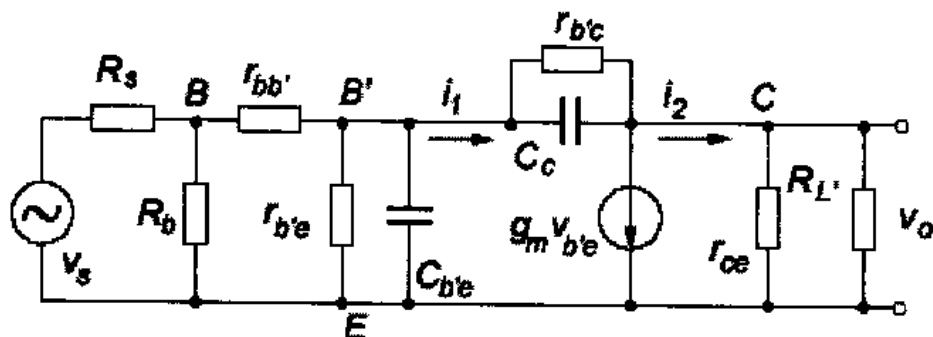 r_b'c
R_s
B
r_bb'
B'
i_1
i_2
C
C_c
R_b
r_b'e
g_m v_b'e
R_L'
v_s
C_b'e
r_ce
v_o
E